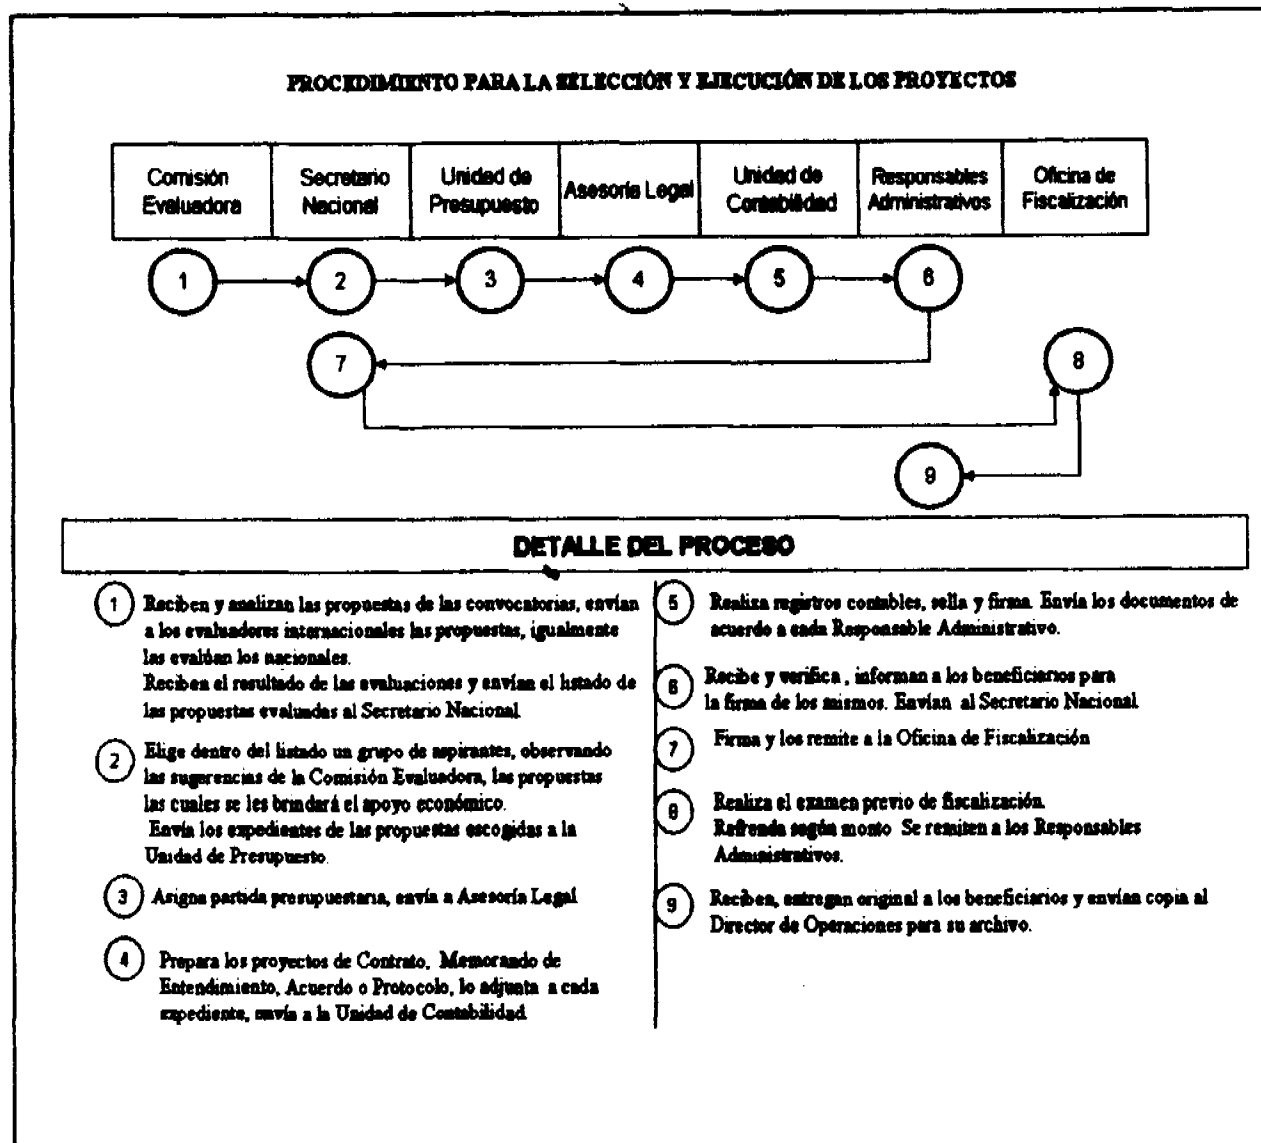 PROCEDIMIENTO PARA LA SELECCIÓN Y EJECUCIÓN DE LOS PROYECTOS
Comisión Evaluadora
Secretario Nacional
Unidad de Presupuesto
Asesoría Legal
Unidad de Contabilidad
Responsables Administrativos
Oficina de Fiscalización
1
2
3
4
5
6
7
8
9
DETALLE DEL PROCESO
1
Reciben y analizan las propuestas de las convocatorias, envían
a los evaluadores internacionales las propuestas, igualmente
las evalúan los nacionales.
Reciben el resultado de las evaluaciones y envían el listado de
las propuestas evaluadas al Secretario Nacional
2
Elige dentro del listado un grupo de aspirantes, observando
las sugerencias de la Comisión Evaluadora, las propuestas
las cuales se les brindará el apoyo económico.
Envía los expedientes de las propuestas escogidas a la
Unidad de Presupuesto.
3
Asigna partida presupuestaria, envía a Asesoría Legal
4
Prepara los proyectos de Contrato, Memorando de
Entendimiento, Acuerdo o Protocolo, lo adjunta a cada
expediente, envía a la Unidad de Contabilidad
5
Realiza registros contables, sella y firma. Envía los documentos de
acuerdo a cada Responsable Administrativo.
6
Recibe y verifica, informan a los beneficiarios para
la firma de los mismos. Envían al Secretario Nacional
7
Firma y los remite a la Oficina de Fiscalización
8
Realiza el examen previo de fiscalización.
Refrenda según monto Se remiten a los Responsables
Administrativos.
9
Reciben, entregan original a los beneficiarios y envían copia al
Director de Operaciones para su archivo.